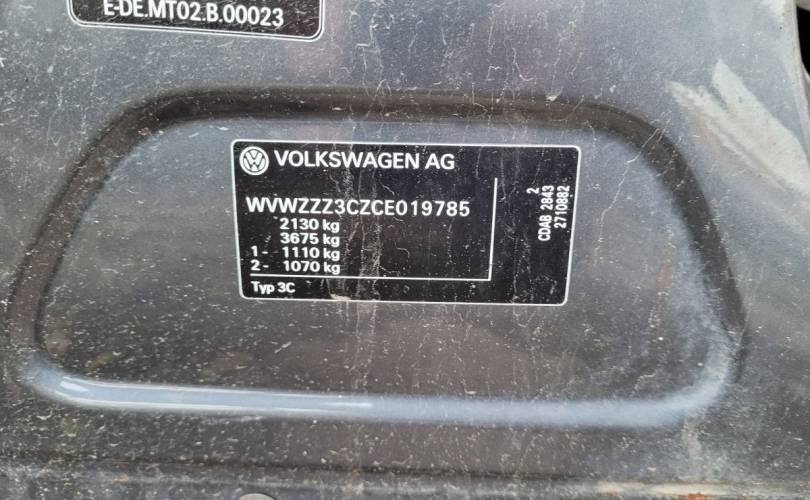 E-DE.MT02.B.00023
VOLKSWAGEN AG
WVWZZZ3CZCE019785
2130 kg
3675 kg
1 - 1110 kg
2 - 1070 kg
Typ 3C
2
CDAB 2843
2710882